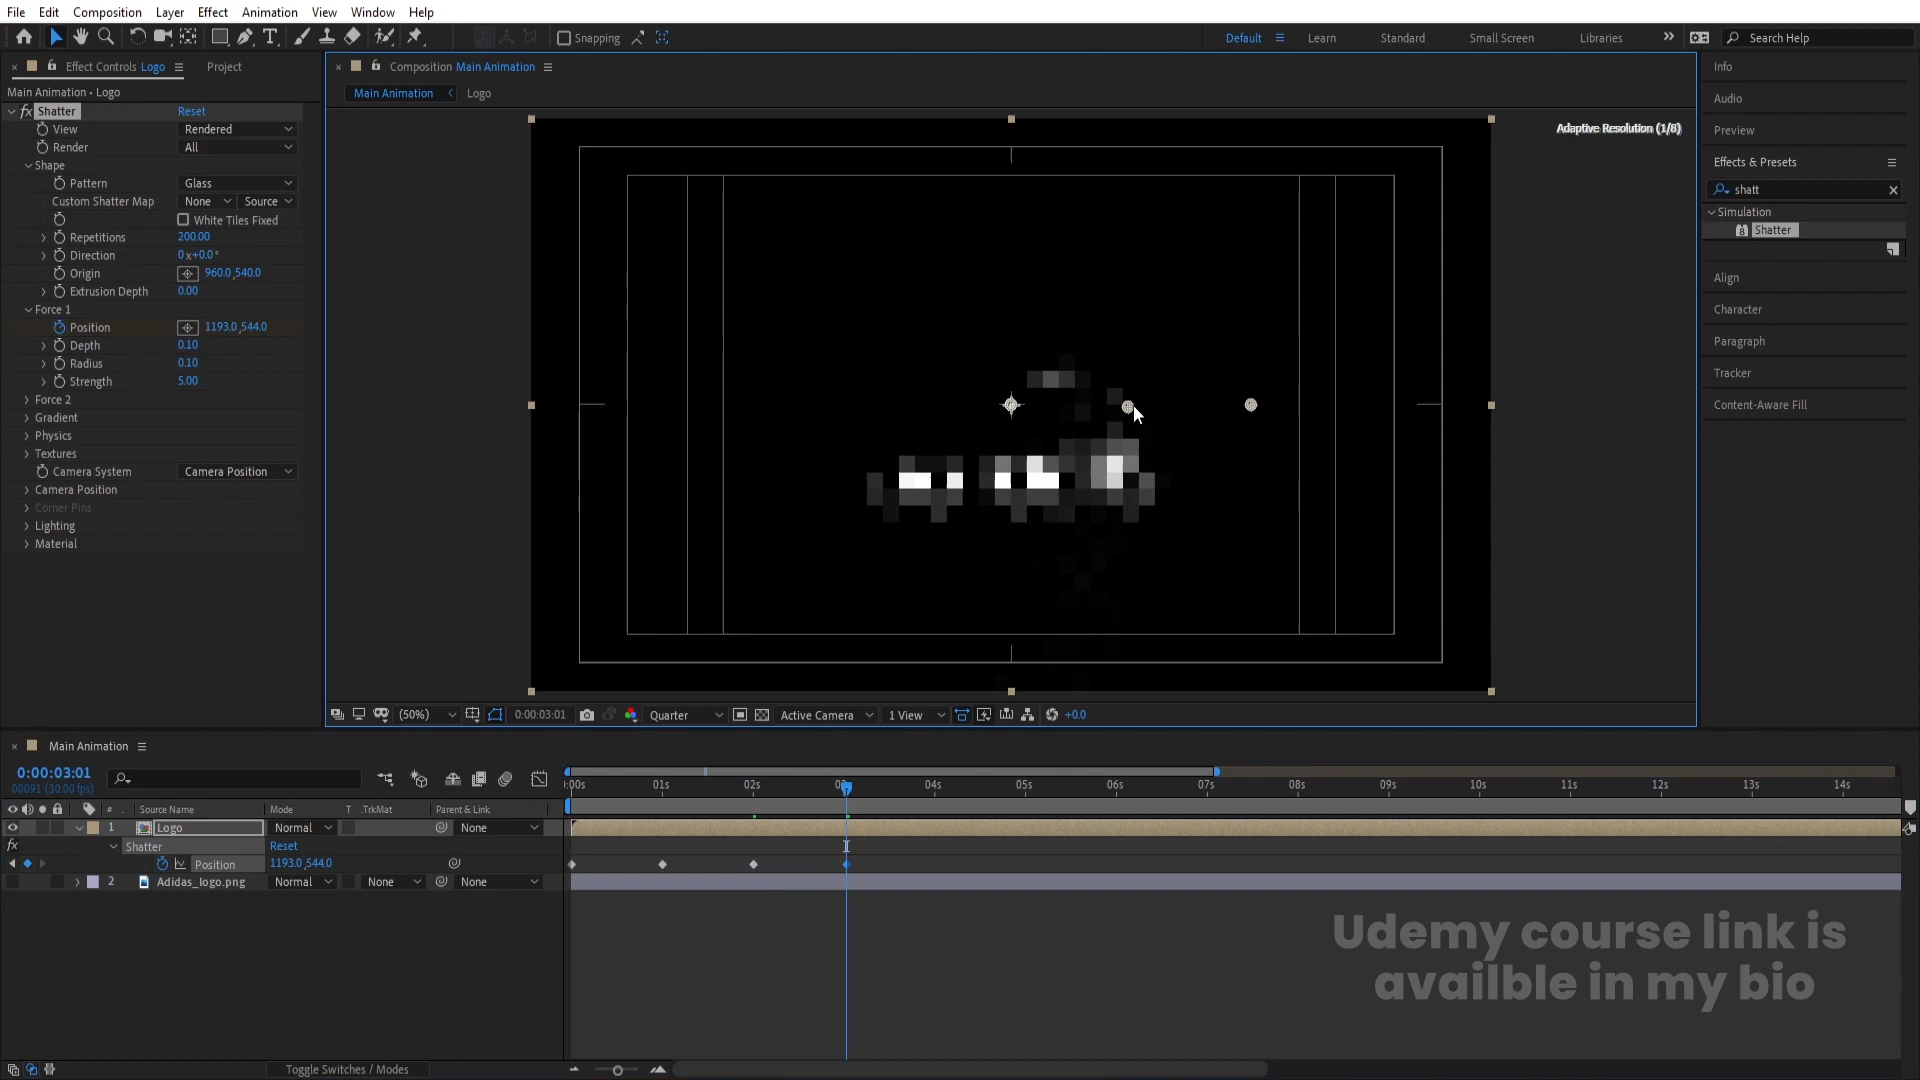 File Edit Composition Layer Effect Animation View Window Help
Snapping Default Learn Standard Small Screen Libraries Search Help
Effect Controls Logo Project
Main Animation • Logo
fx Shatter Reset
View Rendered
Render All
Shape
Pattern Glass
Custom Shatter Map None Source
White Tiles Fixed
Repetitions 200.00
Direction 0x+0.0°
Origin 960.0,540.0
Extrusion Depth 0.00
Force 1
Position 1193.0,544.0
Depth 0.10
Radius 0.10
Strength 5.00
Force 2
Gradient
Physics
Textures
Camera System Camera Position
Camera Position
Corner Pins
Lighting
Material
Composition Main Animation
Main Animation Logo
Adaptive Resolution (1/8)
(50%) 0:00:03:01 Quarter Active Camera 1 View +0.0
Info
Audio
Preview
Effects & Presets
shatt
Simulation
Shatter
Align
Character
Paragraph
Tracker
Content-Aware Fill
Main Animation
0:00:03:01
00091 (30.00 fps)
:00s 01s 02s 04s 05s 06s 07s 08s 09s 10s 11s 12s 13s 14s
# Source Name Mode T .TrkMat Parent & Link
1 Logo Normal None
fx Shatter Reset
Position 1193.0,544.0
2 Adidas_logo.png Normal None None
Udemy course link is
availble in my bio
Toggle Switches / Modes